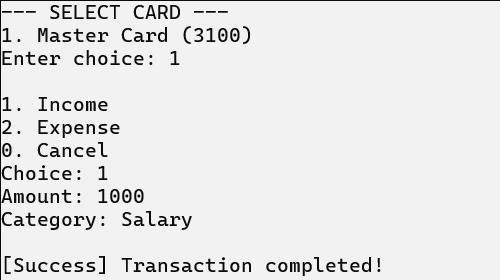 --- SELECT CARD ---
1. Master Card (3100)
Enter choice: 1
1. Income
2. Expense
0. Cancel
Choice: 1
Amount: 1000
Category: Salary
[Success] Transaction completed!